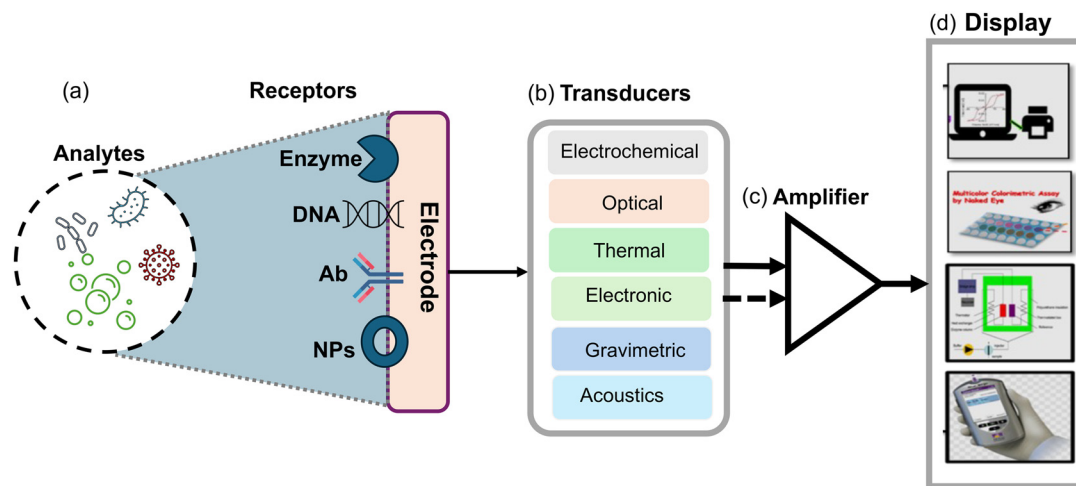 (a)
Analytes
Receptors
Enzyme
DNA
Ab
NPs
Electrode
(b) Transducers
Electrochemical
Optical
Thermal
Electronic
Gravimetric
Acoustics
(c) Amplifier
(d) Display
Multicolor Colorimetric Assay
by Naked Eye